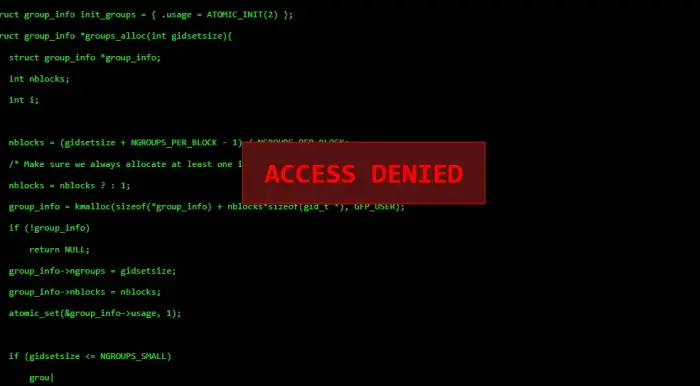 ruct group_info init_groups = { .usage = ATOMIC_INIT(2) };
ruct group_info *groups_alloc(int gidsetsize){
struct group_info *group_info;
int nblocks;
int i;
nblocks = (gidsetsize + NGROUPS_PER_BLOCK - 1) / NGROUPS_PER_BLOCK;
/* Make sure we always allocate at least one i
ACCESS DENIED
nblocks = nblocks ? : 1;
group_info = kmalloc(sizeof(*group_info) + nblocks*sizeof(gid_t *), GFP_USER);
if (!group_info)
return NULL;
group_info->ngroups = gidsetsize;
group_info->nblocks = nblocks;
atomic_set(&group_info->usage, 1);
if (gidsetsize <= NGROUPS_SMALL)
grou